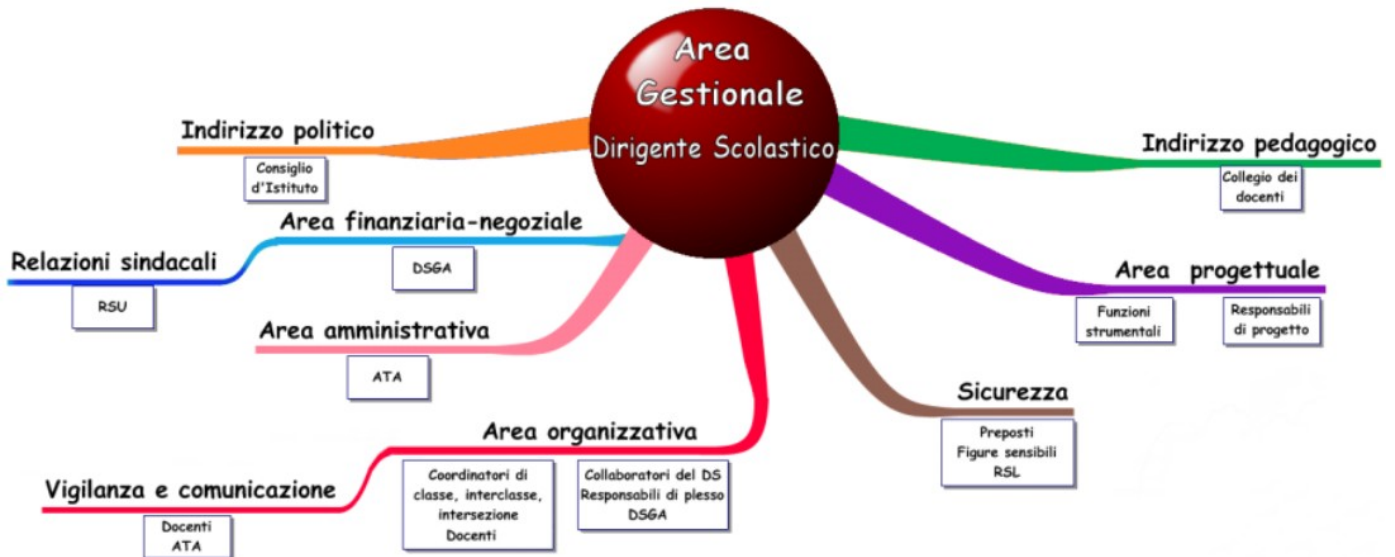 Area
Gestionale
Dirigente Scolastico
Indirizzo politico
Consiglio
d'Istituto
Area finanziaria-negoziale
DSGA
Relazioni sindacali
RSU
Area amministrativa
ATA
Area organizzativa
Coordinatori di
classe, interclasse,
intersezione
Docenti
Collaboratori del DS
Responsabili di plesso
DSGA
Vigilanza e comunicazione
Docenti
ATA
Indirizzo pedagogico
Collegio dei
docenti
Area progettuale
Funzioni
strumentali
Responsabili
di progetto
Sicurezza
Preposti
Figure sensibili
RSL